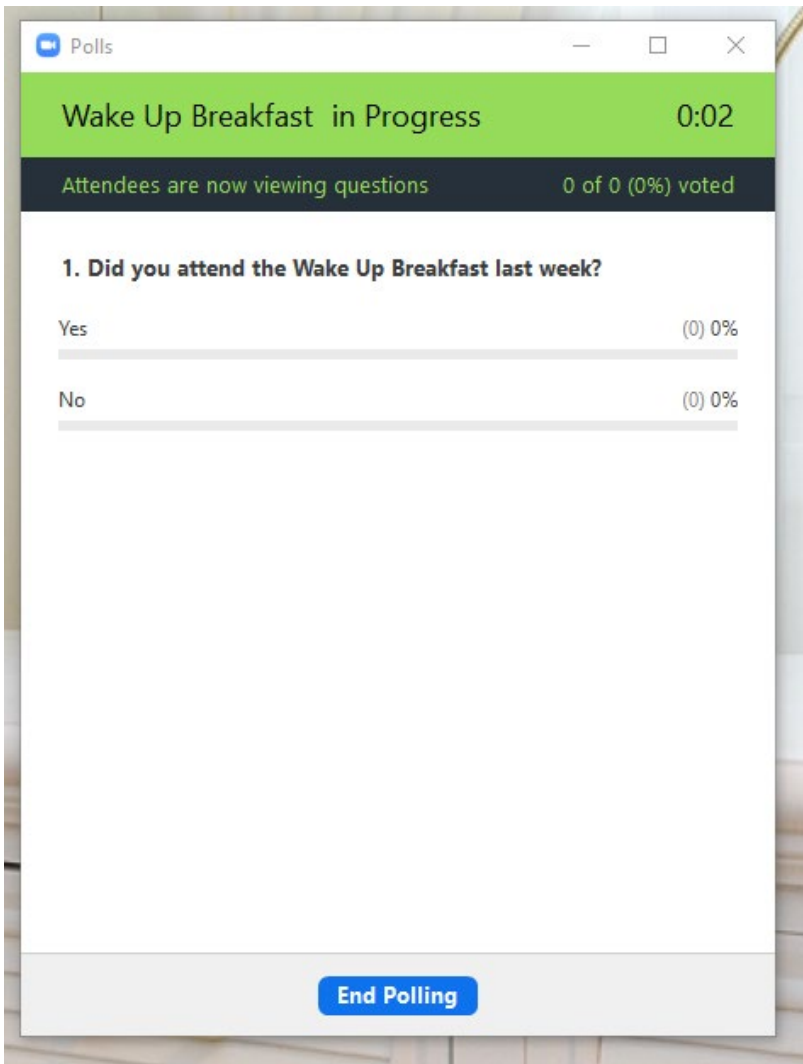 Polls
Wake Up Breakfast  in Progress 0:02
Attendees are now viewing questions 0 of 0 (0%) voted
1. Did you attend the Wake Up Breakfast last week?
Yes (0) 0%
No (0) 0%
End Polling